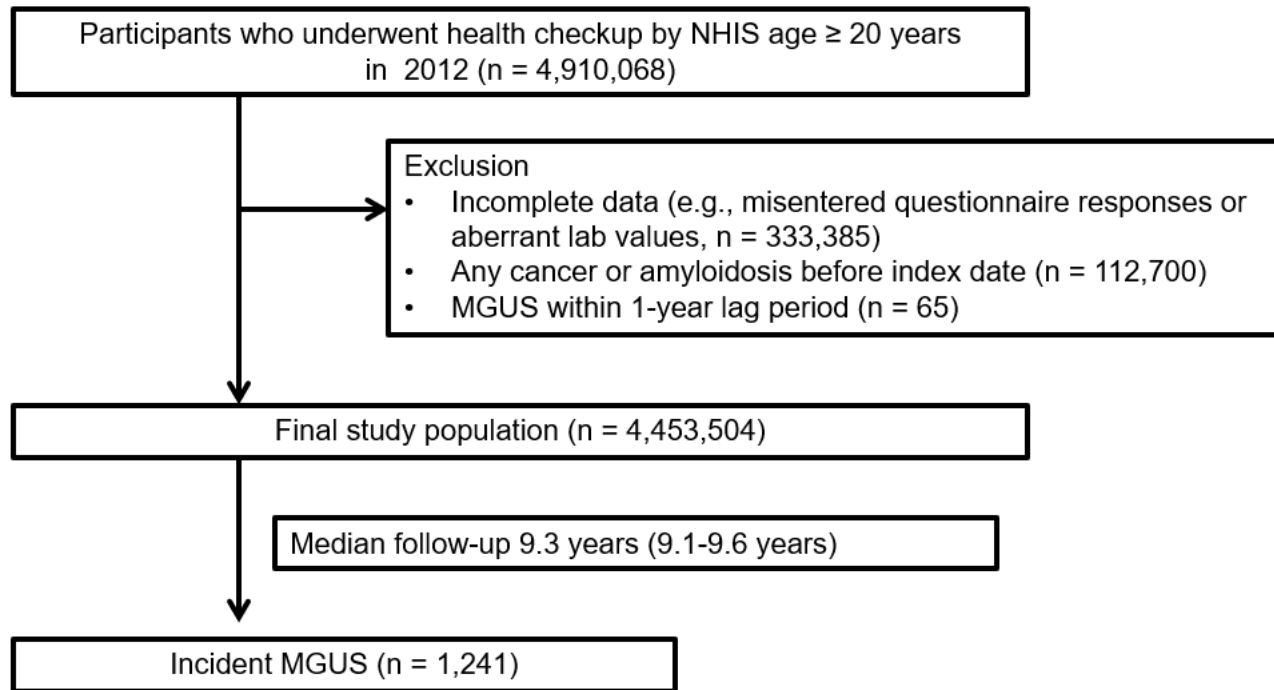 Participants who underwent health checkup by NHIS age ≥ 20 years
in 2012 (n = 4,910,068)
Exclusion
• Incomplete data (e.g., misentered questionnaire responses or
aberrant lab values, n = 333,385)
• Any cancer or amyloidosis before index date (n = 112,700)
• MGUS within 1-year lag period (n = 65)
Final study population (n = 4,453,504)
Median follow-up 9.3 years (9.1-9.6 years)
Incident MGUS (n = 1,241)